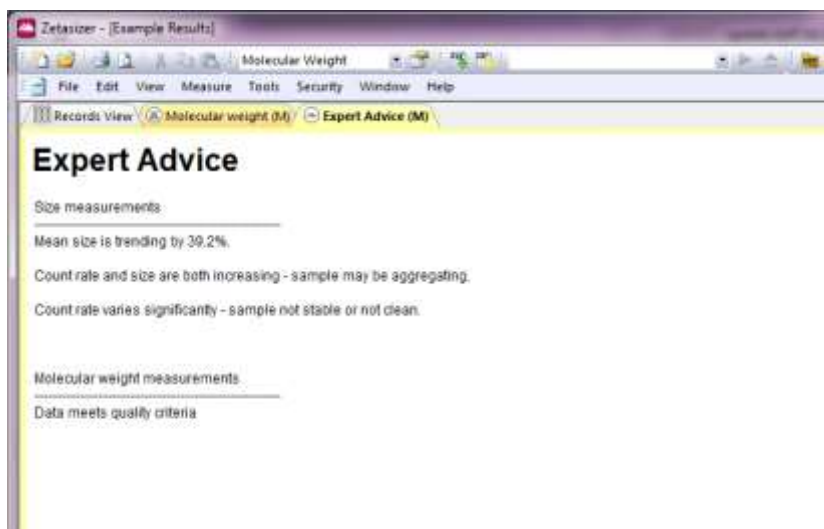 Zetasizer - [Example Results]
Molecular Weight
File Edit View Measure Tools Security Window Help
Records View Molecular weight (M) Expert Advice (M)
Expert Advice
Size measurements
Mean size is trending by 39.2%.
Count rate and size are both increasing - sample may be aggregating.
Count rate varies significantly - sample not stable or not clean.
Molecular weight measurements
Data meets quality criteria